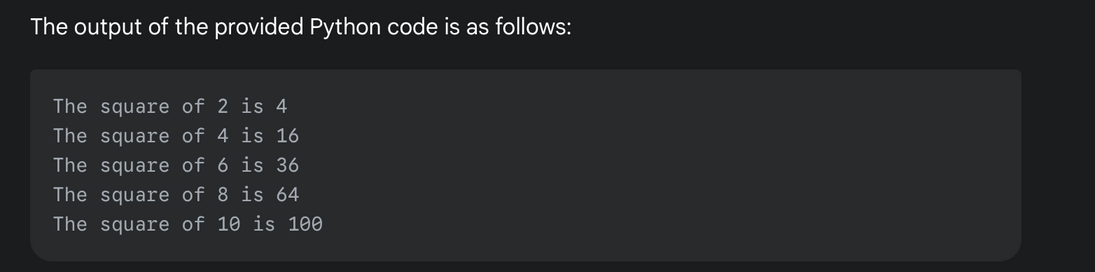 The output of the provided Python code is as follows:
The square of 2 is 4
The square of 4 is 16
The square of 6 is 36
The square of 8 is 64
The square of 10 is 100